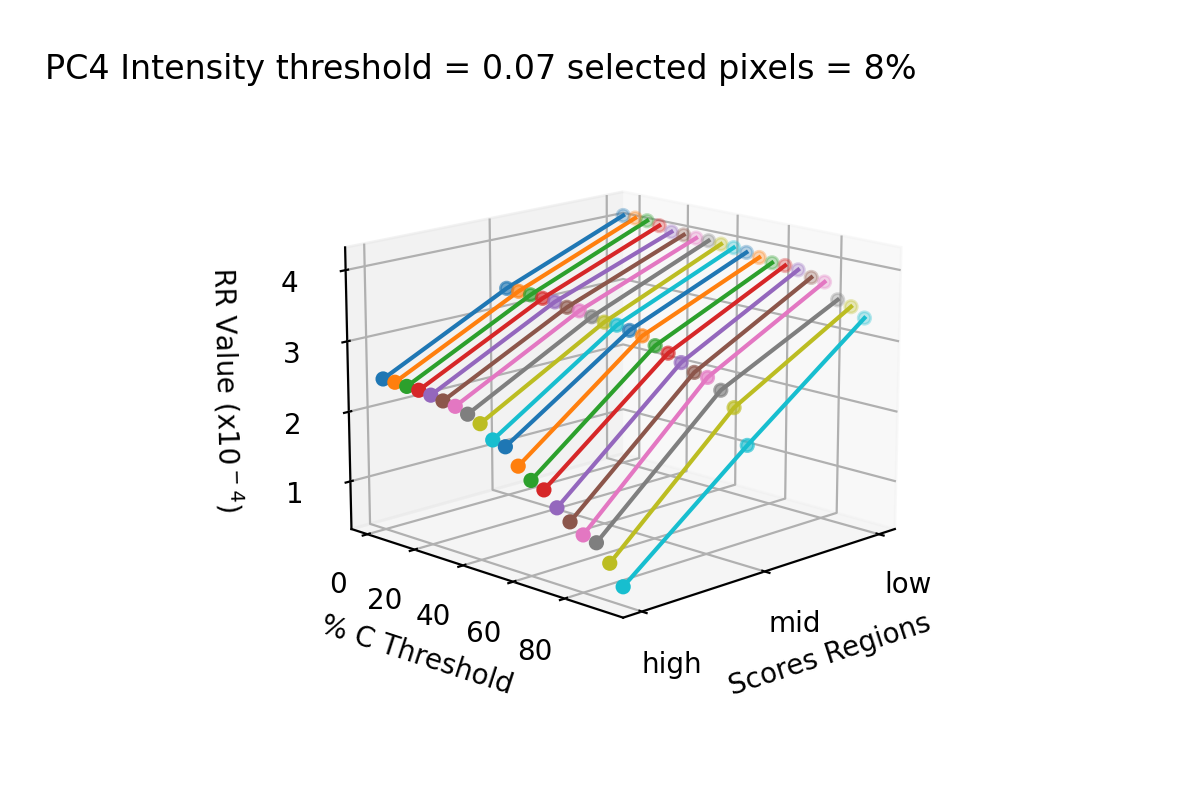 PC4 Intensity threshold = 0.07 selected pixels = 8%
4
3
2
1
RR Value (x10⁻⁴)
0
20
40
60
80
% C Threshold
low
mid
high
Scores Regions